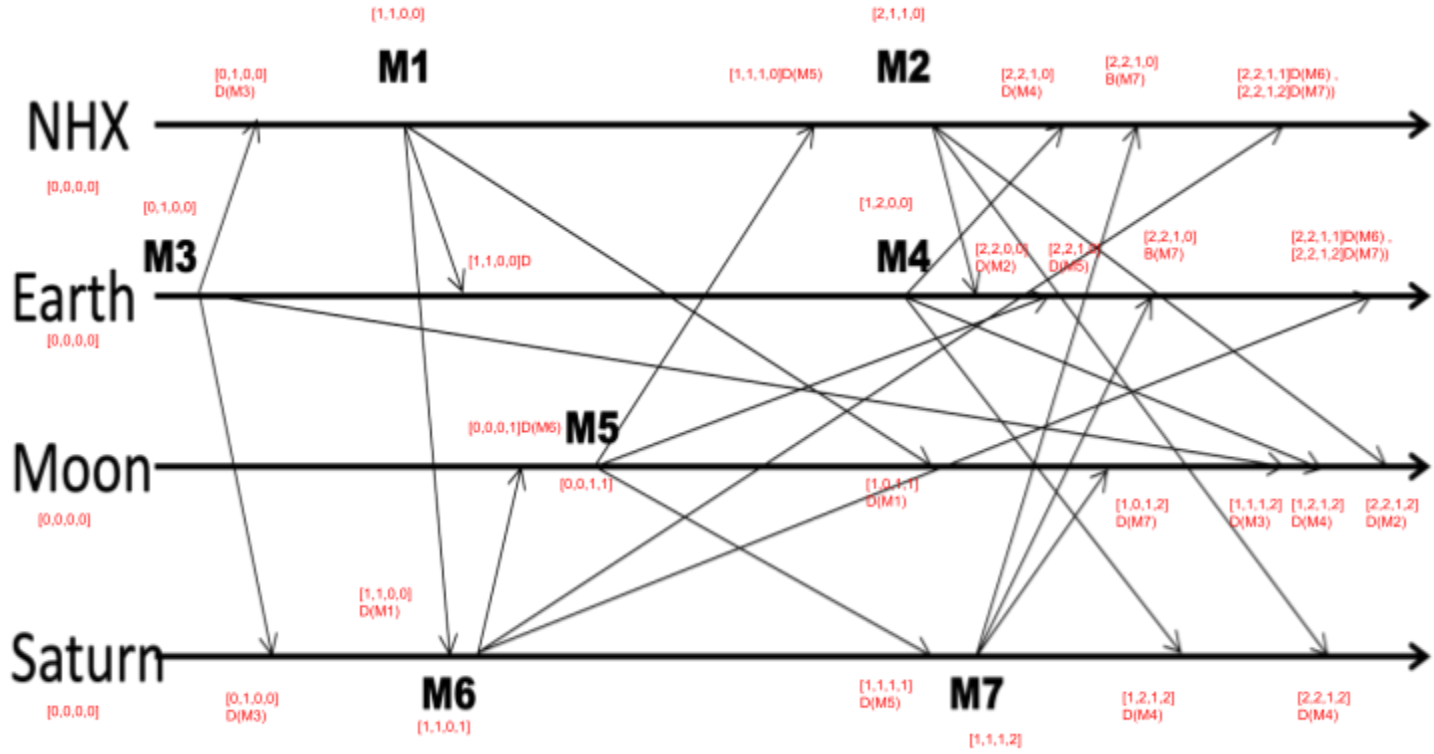 [1,1,0,0]
[2,1,1,0]
M1
M2
[0,1,0,0]
D(M3)
[1,1,1,0]D(M5)
[2,2,1,0]
D(M4)
[2,2,1,0]
B(M7)
[2,2,1,1]D(M6) ,
[2,2,1,2]D(M7))
NHX
[0,0,0,0]
[0,1,0,0]
[1,2,0,0]
M3
M4
[1,1,0,0]D
[2,2,0,0]
D(M2)
[2,2,1,0]
D(M5)
[2,2,1,0]
B(M7)
[2,2,1,1]D(M6) ,
[2,2,1,2]D(M7))
Earth
[0,0,0,0]
[0,0,0,1]D(M6)
M5
Moon
[0,0,0,0]
[0,0,1,1]
[1,0,1,1]
D(M1)
[1,0,1,2]
D(M7)
[1,1,1,2]
D(M3)
[1,2,1,2]
D(M4)
[2,2,1,2]
D(M2)
[1,1,0,0]
D(M1)
Saturn
[0,0,0,0]
[0,1,0,0]
D(M3)
M6
[1,1,0,1]
[1,1,1,1]
D(M5)
M7
[1,1,1,2]
[1,2,1,2]
D(M4)
[2,2,1,2]
D(M4)